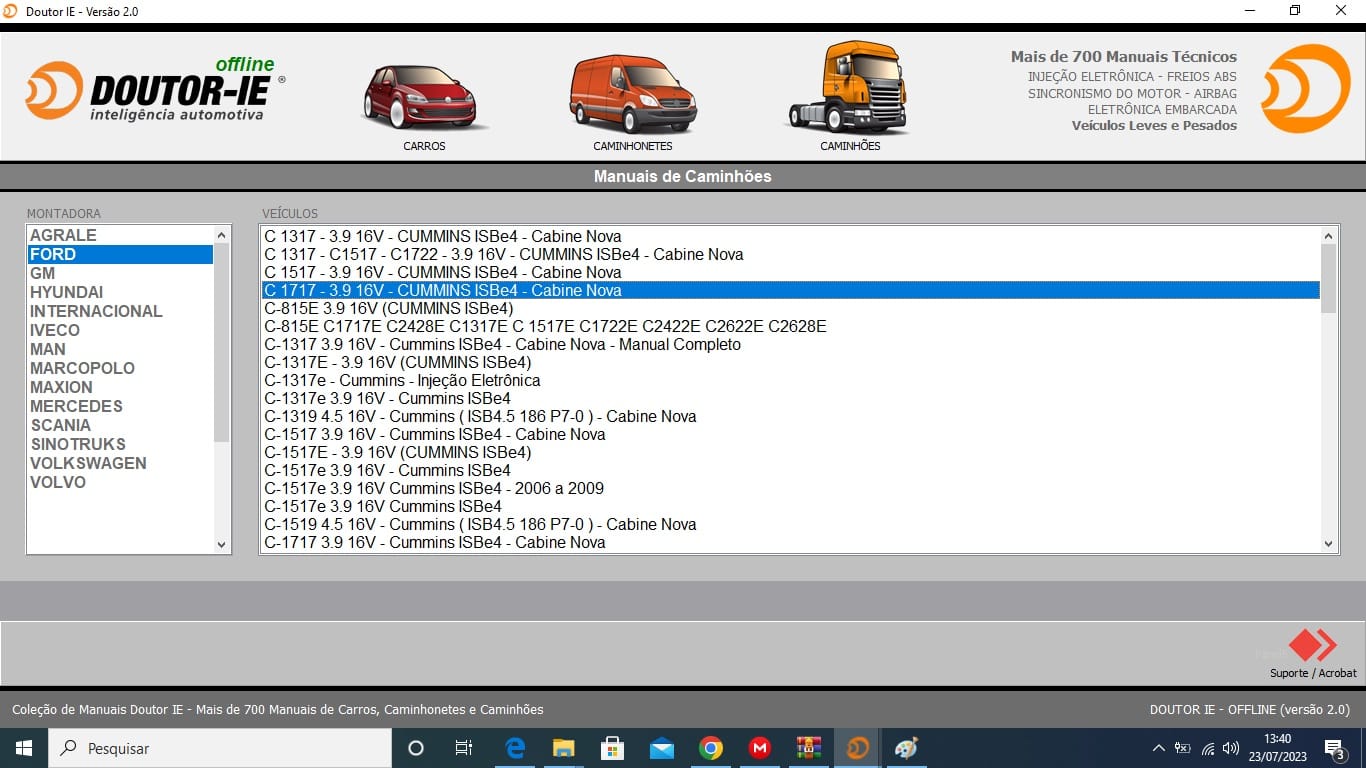 Doutor IE - Versão 2.0
offline
DOUTOR-IE ®
inteligência automotiva
CARROS
CAMINHONETES
CAMINHÕES
Mais de 700 Manuais Técnicos
INJEÇÃO ELETRÔNICA - FREIOS ABS
SINCRONISMO DO MOTOR - AIRBAG
ELETRÔNICA EMBARCADA
Veículos Leves e Pesados
Manuais de Caminhões
MONTADORA
AGRALE
FORD
GM
HYUNDAI
INTERNACIONAL
IVECO
MAN
MARCOPOLO
MAXION
MERCEDES
SCANIA
SINOTRUKS
VOLKSWAGEN
VOLVO
VEÍCULOS
C 1317 - 3.9 16V - CUMMINS ISBe4 - Cabine Nova
C 1317 - C1517 - C1722 - 3.9 16V - CUMMINS ISBe4 - Cabine Nova
C 1517 - 3.9 16V - CUMMINS ISBe4 - Cabine Nova
C 1717 - 3.9 16V - CUMMINS ISBe4 - Cabine Nova
C-815E 3.9 16V (CUMMINS ISBe4)
C-815E C1717E C2428E C1317E C 1517E C1722E C2422E C2622E C2628E
C-1317 3.9 16V - Cummins ISBe4 - Cabine Nova - Manual Completo
C-1317E - 3.9 16V (CUMMINS ISBe4)
C-1317e - Cummins - Injeção Eletrônica
C-1317e 3.9 16V - Cummins ISBe4
C-1319 4.5 16V - Cummins ( ISB4.5 186 P7-0 ) - Cabine Nova
C-1517 3.9 16V - Cummins ISBe4 - Cabine Nova
C-1517E - 3.9 16V (CUMMINS ISBe4)
C-1517e 3.9 16V - Cummins ISBe4
C-1517e 3.9 16V Cummins ISBe4 - 2006 a 2009
C-1517e 3.9 16V Cummins ISBe4
C-1519 4.5 16V - Cummins ( ISB4.5 186 P7-0 ) - Cabine Nova
C-1717 3.9 16V - Cummins ISBe4 - Cabine Nova
Suporte / Acrobat
Coleção de Manuais Doutor IE - Mais de 700 Manuais de Carros, Caminhonetes e Caminhões
DOUTOR IE - OFFLINE (versão 2.0)
Pesquisar
13:40
23/07/2023
3